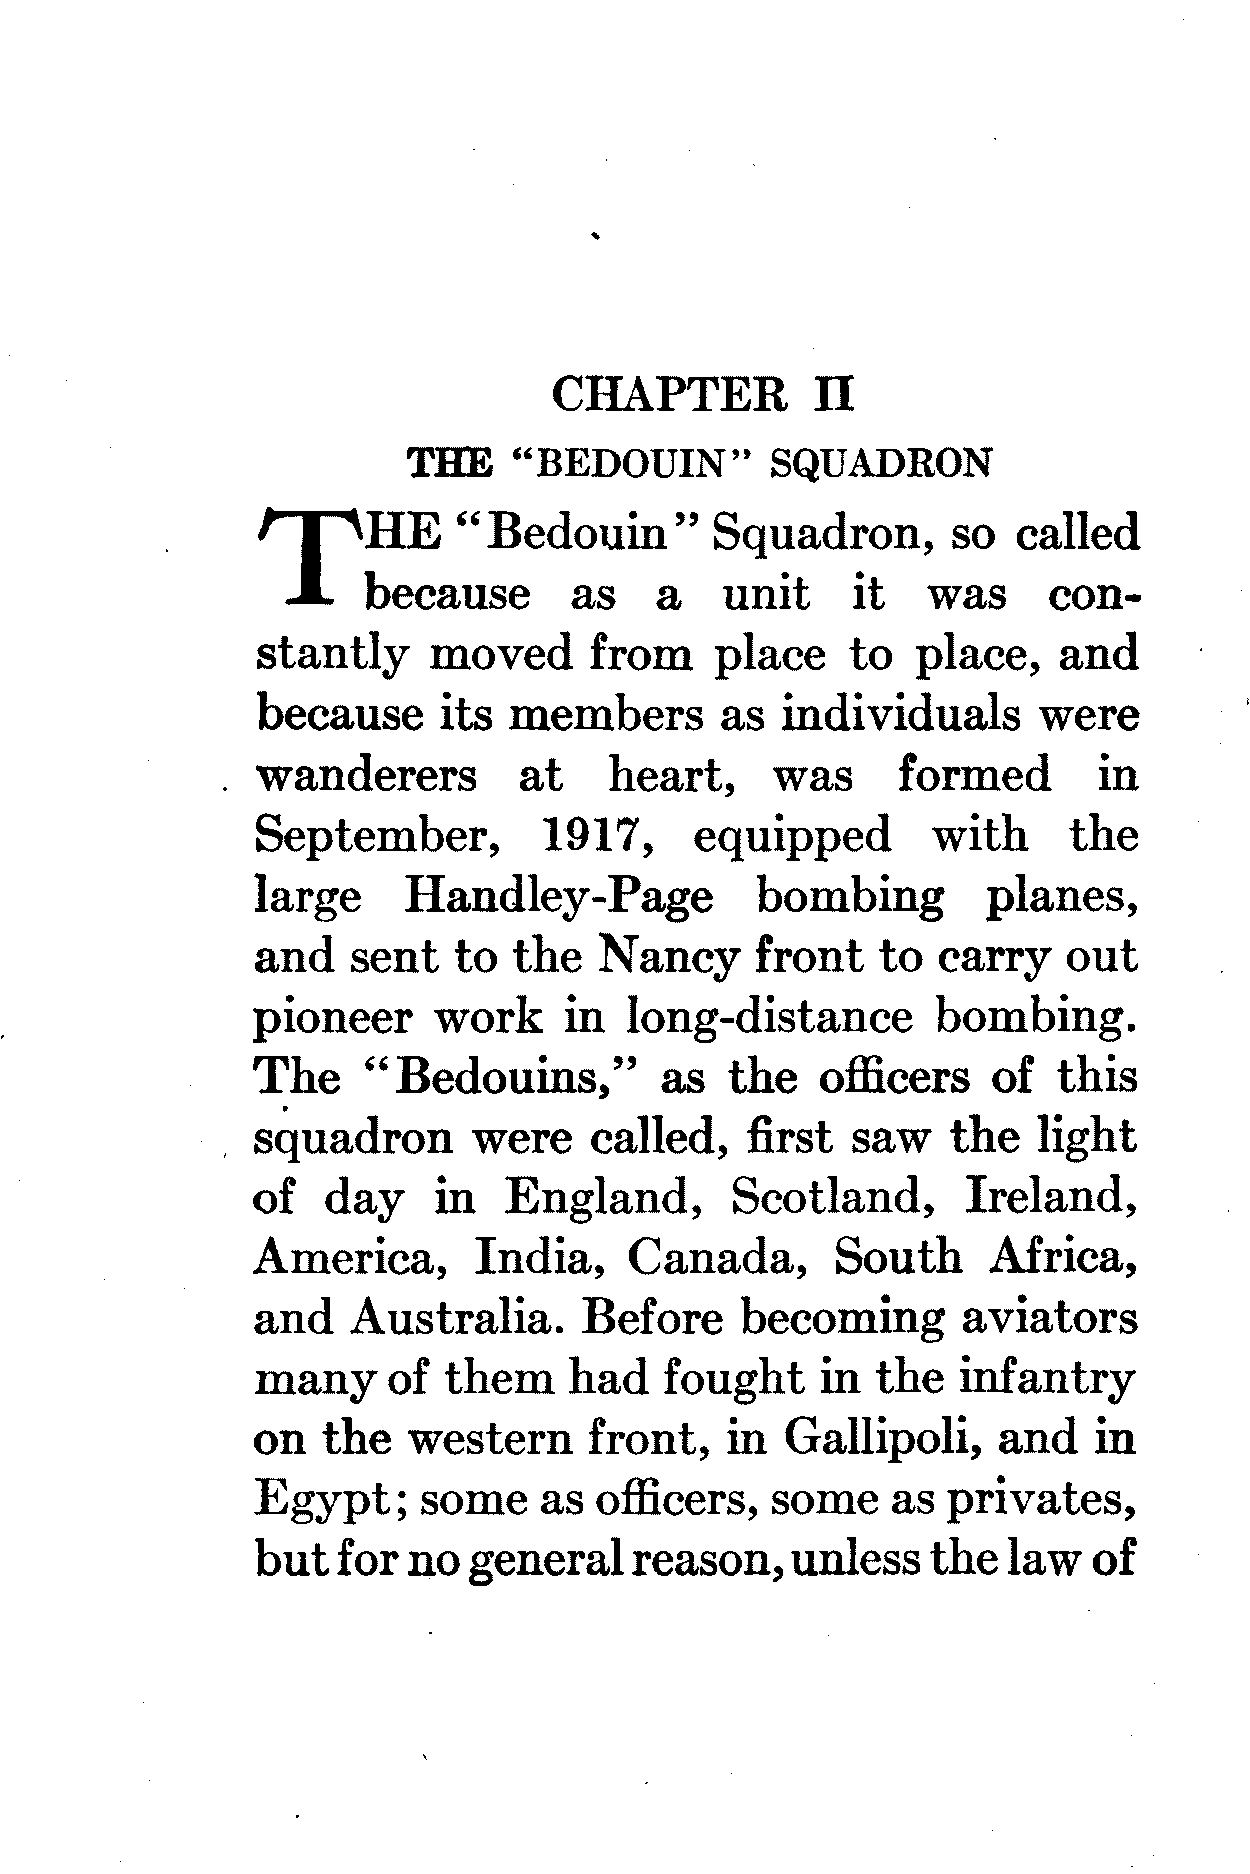 CHAPTER II
THE "BEDOUIN" SQUADRON
THE "Bedouin" Squadron, so called
because as a unit it was con-
stantly moved from place to place, and
because its members as individuals were
wanderers at heart, was formed in
September, 1917, equipped with the
large Handley-Page bombing planes,
and sent to the Nancy front to carry out
pioneer work in long-distance bombing.
The "Bedouins," as the officers of this
squadron were called, first saw the light
of day in England, Scotland, Ireland,
America, India, Canada, South Africa,
and Australia. Before becoming aviators
many of them had fought in the infantry
on the western front, in Gallipoli, and in
Egypt; some as officers, some as privates,
but for no general reason, unless the law of